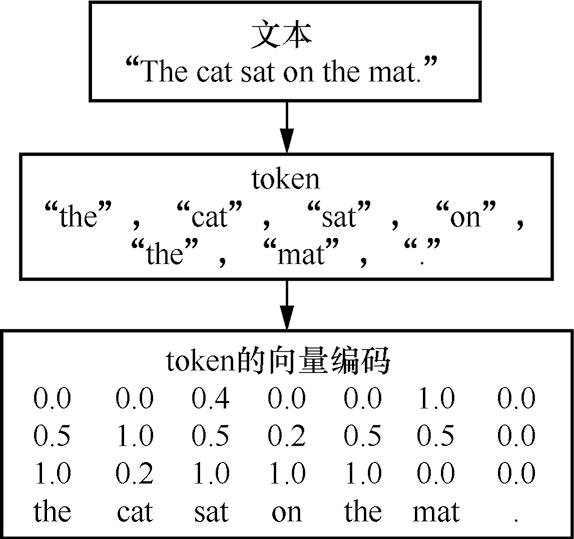 文本
“The cat sat on the mat.”
token
“the”，“cat”，“sat”，“on”，
“the”，“mat”，“.”
token的向量编码
0.0 0.0 0.4 0.0 0.0 1.0 0.0
0.5 1.0 0.5 0.2 0.5 0.5 0.0
1.0 0.2 1.0 1.0 1.0 0.0 0.0
the cat sat on the mat .